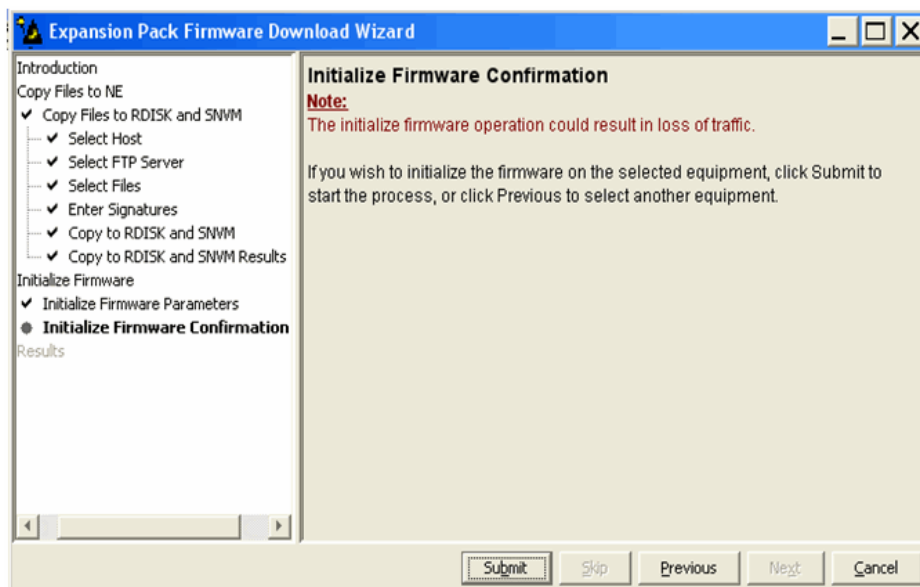 Expansion Pack Firmware Download Wizard
Introduction
Copy Files to NE
Copy Files to RDISK and SNVM
Select Host
Select FTP Server
Select Files
Enter Signatures
Copy to RDISK and SNVM
Copy to RDISK and SNVM Results
Initialize Firmware
Initialize Firmware Parameters
Initialize Firmware Confirmation
Results
Initialize Firmware Confirmation
Note:
The initialize firmware operation could result in loss of traffic.
If you wish to initialize the firmware on the selected equipment, click Submit to
start the process, or click Previous to select another equipment.
Submit
Skip
Previous
Next
Cancel